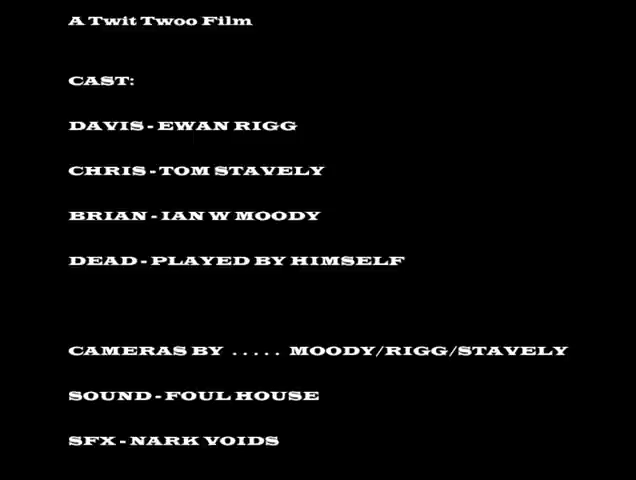 A Twit Twoo Film
CAST:
DAVIS - EWAN RIGG
CHRIS - TOM STAVELY
BRIAN - IAN W MOODY
DEAD - PLAYED BY HIMSELF
CAMERAS BY ..... MOODY/RIGG/STAVELY
SOUND - FOUL HOUSE
SFX - NARK VOIDS